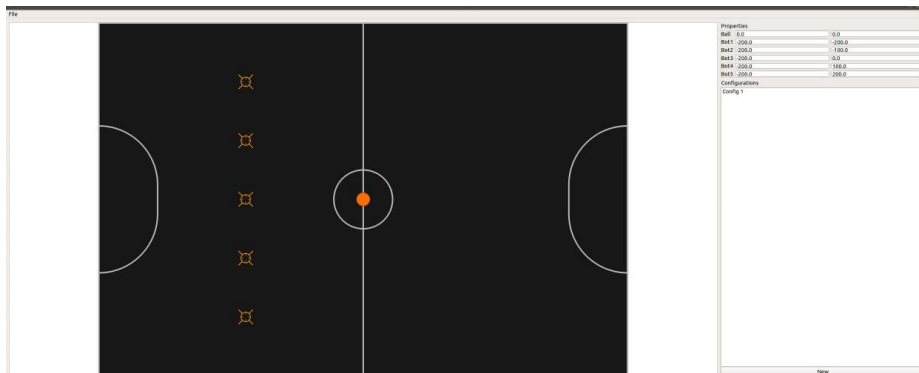 File
Properties
Ball 0.0 0.0
Bot1 -200.0 -200.0
Bot2 -200.0 -100.0
Bot3 -200.0 0.0
Bot4 -200.0 100.0
Bot5 -200.0 200.0
Configurations
Config 1
New